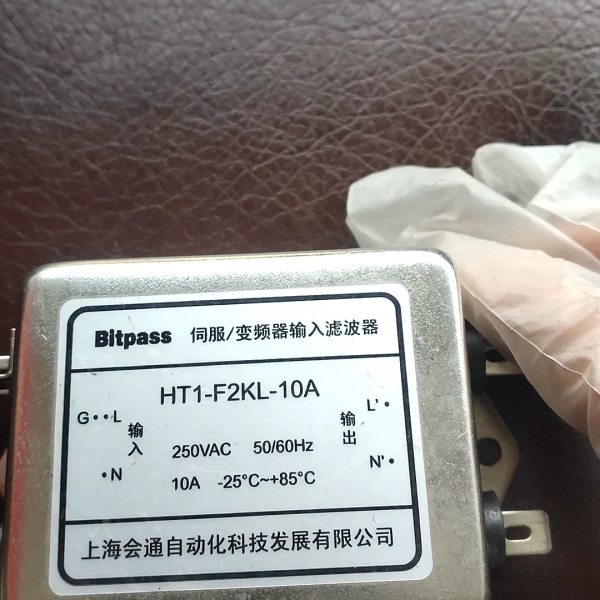 Bitpass 伺服/变频器输入滤波器
HT1-F2KL-10A
G··L 输入 输出 L'·
250VAC 50/60Hz
·N N'·
10A -25°C~+85°C
上海会通自动化科技发展有限公司